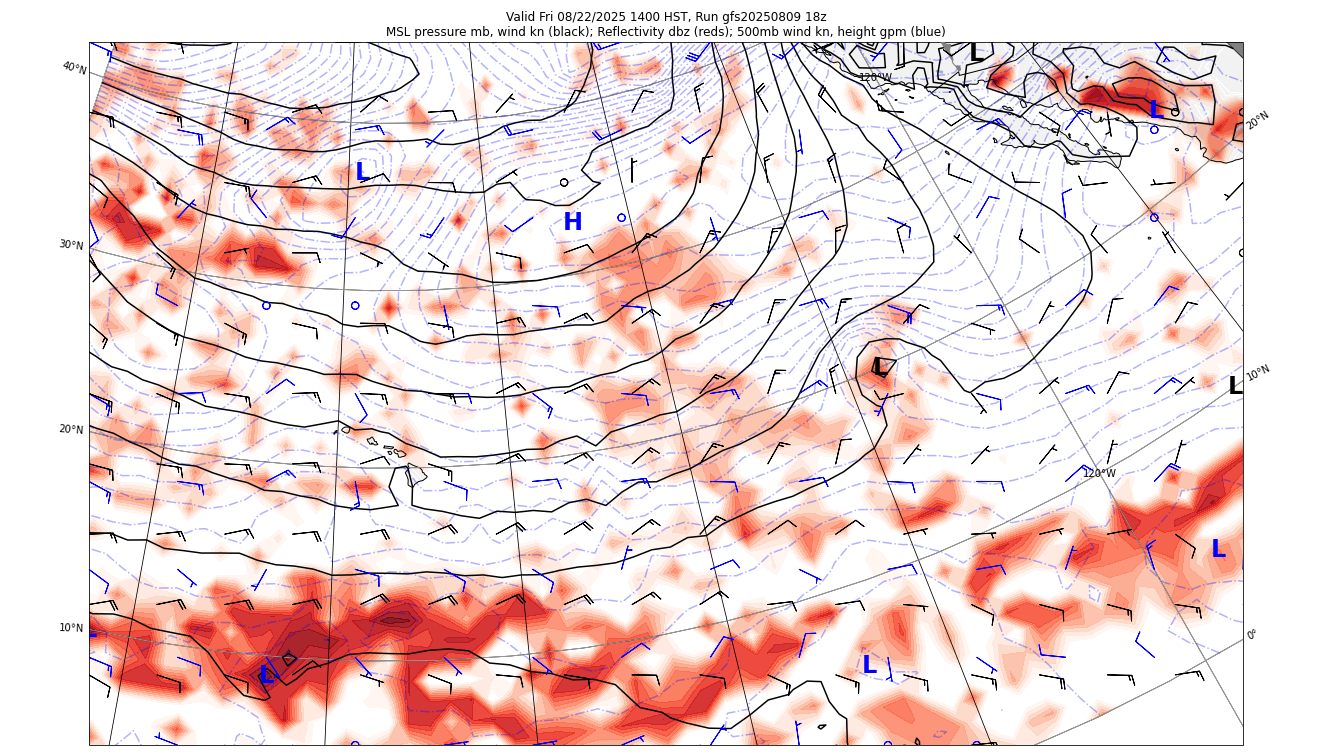 Valid Fri 08/22/2025 1400 HST, Run gfs20250809 18z
MSL pressure mb, wind kn (black); Reflectivity dbz (reds); 500mb wind kn, height gpm (blue)
L
40°N
120°W
L
20°N
L
H
30°N
L
10°N
L
20°N
120°W
L
10°N
L
0°
L
L